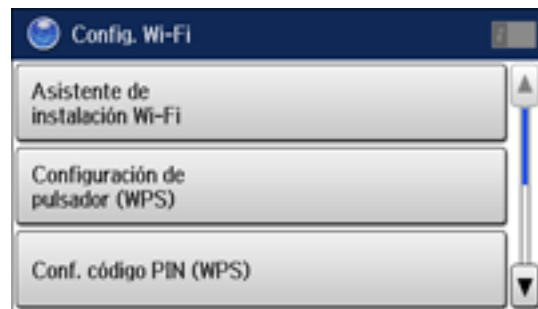 Config. Wi-Fi
Asistente de
instalación Wi-Fi
Configuración de
pulsador (WPS)
Conf. código PIN (WPS)